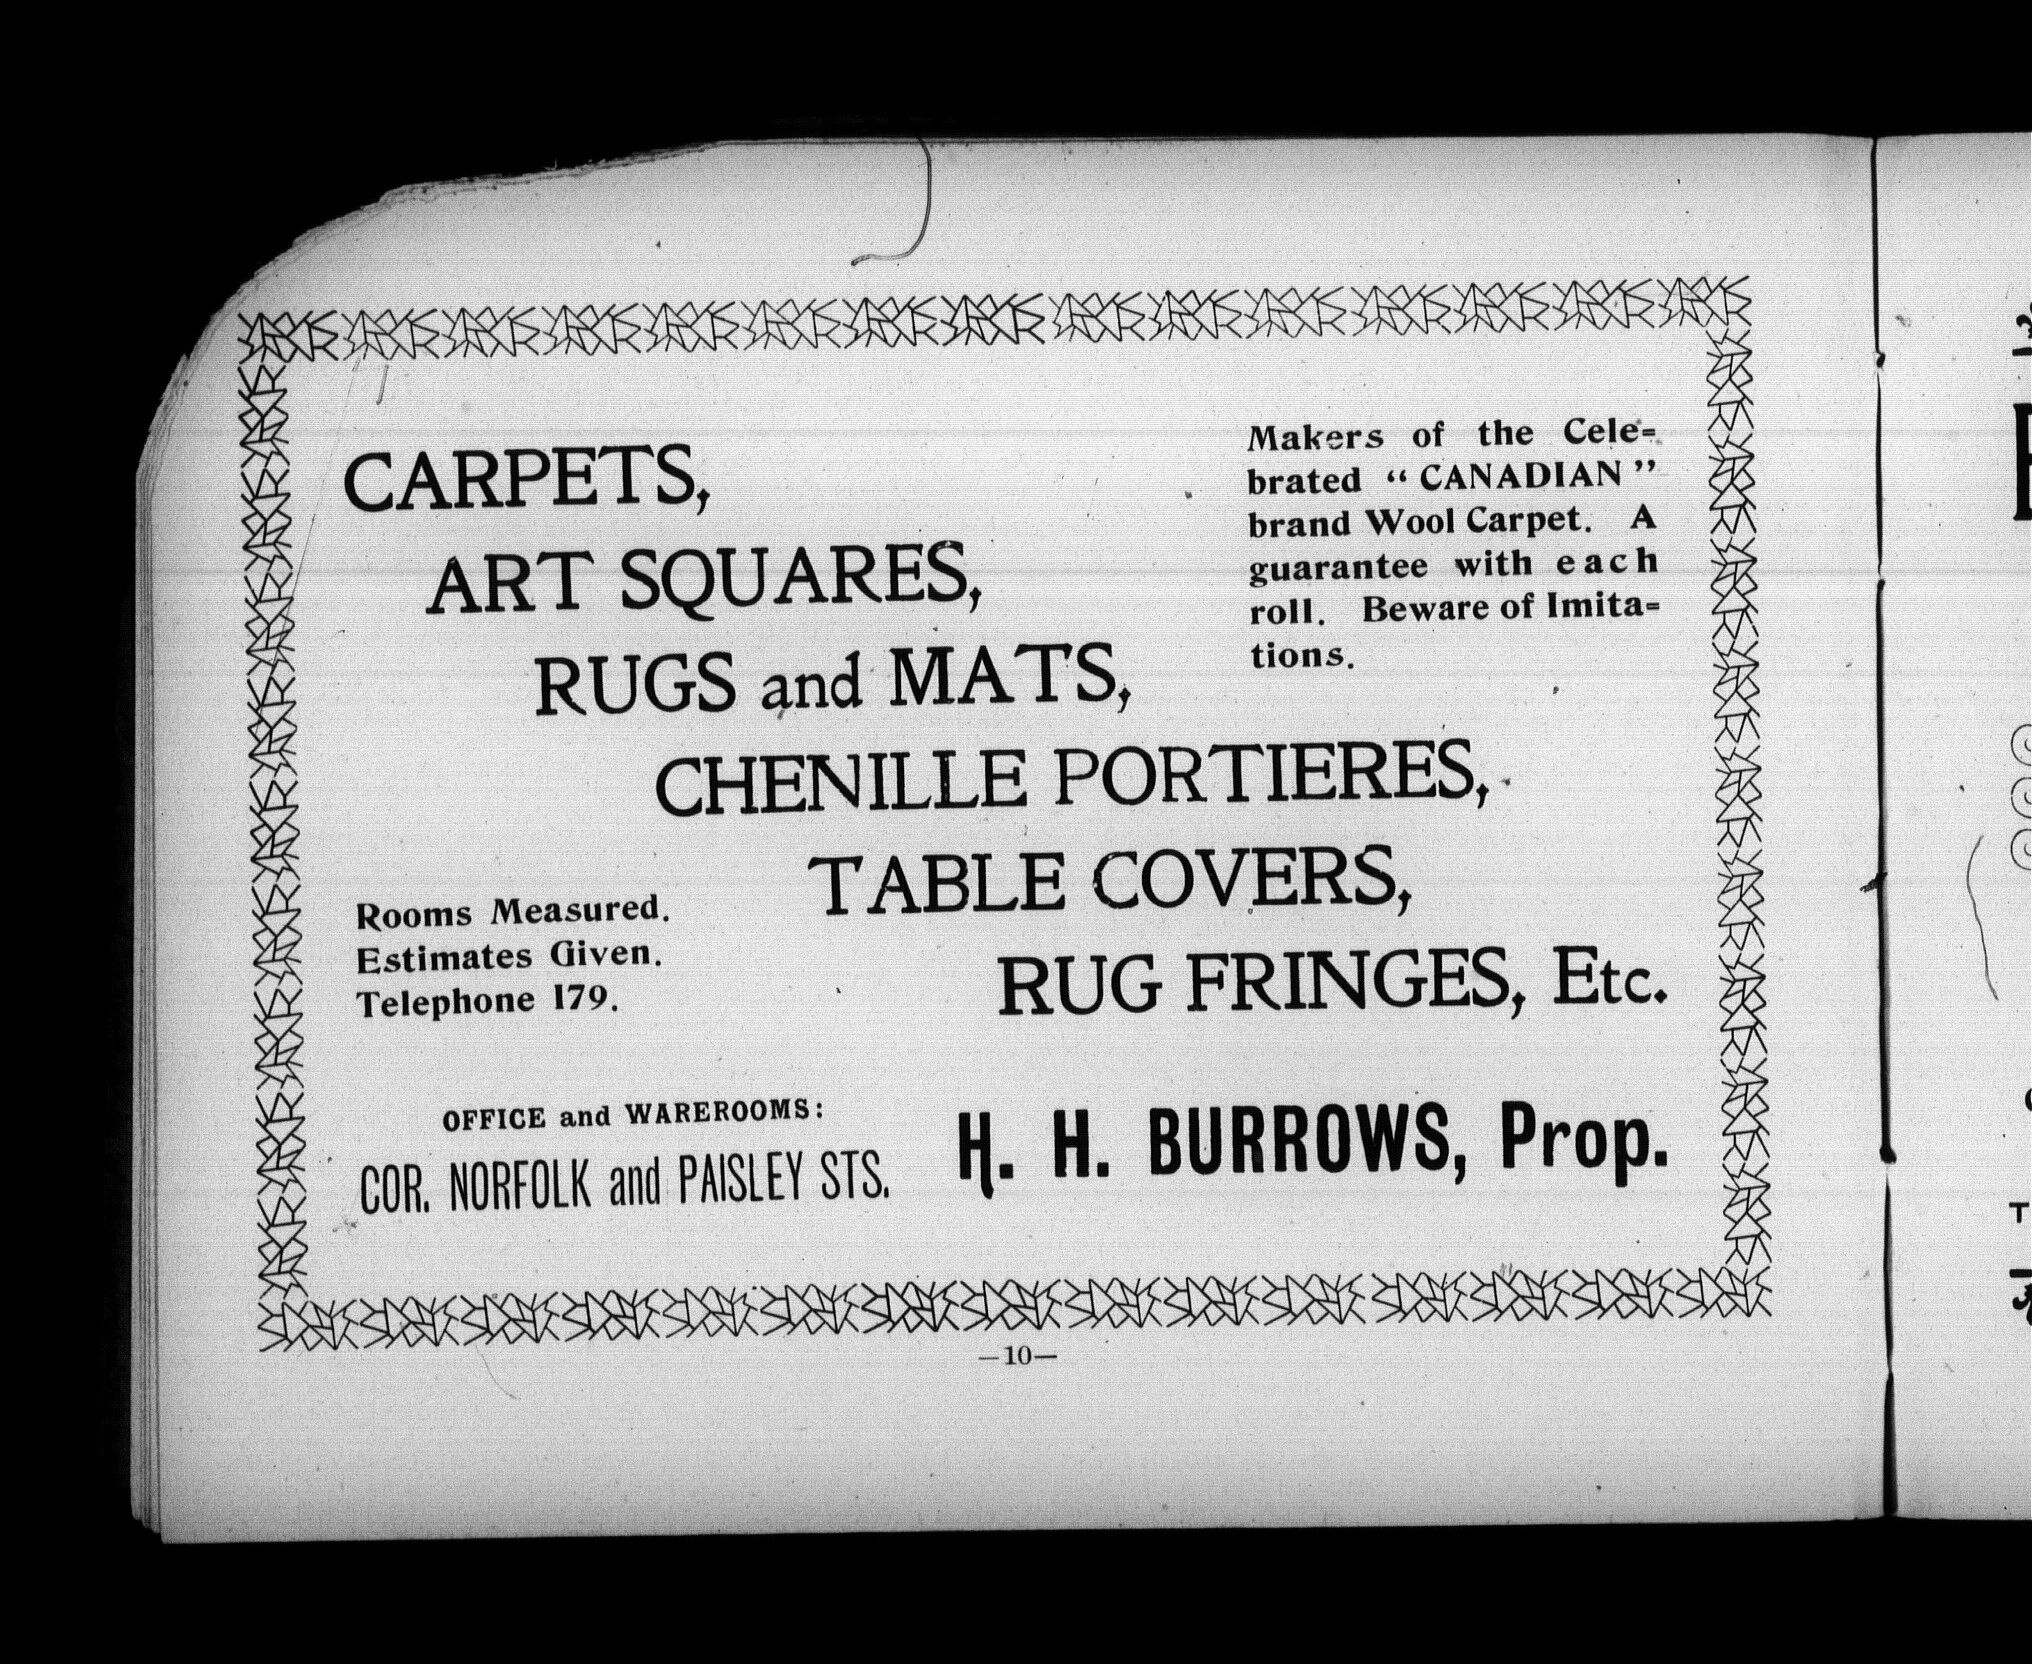 CARPETS,
ART SQUARES,
RUGS and MATS,
CHENILLE PORTIERES,
TABLE COVERS,
RUG FRINGES, Etc.
Makers of the Cele=
brated “CANADIAN”
brand Wool Carpet. A
guarantee with each
roll. Beware of Imita=
tions.
Rooms Measured.
Estimates Given.
Telephone 179.
OFFICE and WAREROOMS:
COR. NORFOLK and PAISLEY STS.
H. H. BURROWS, Prop.
—10—